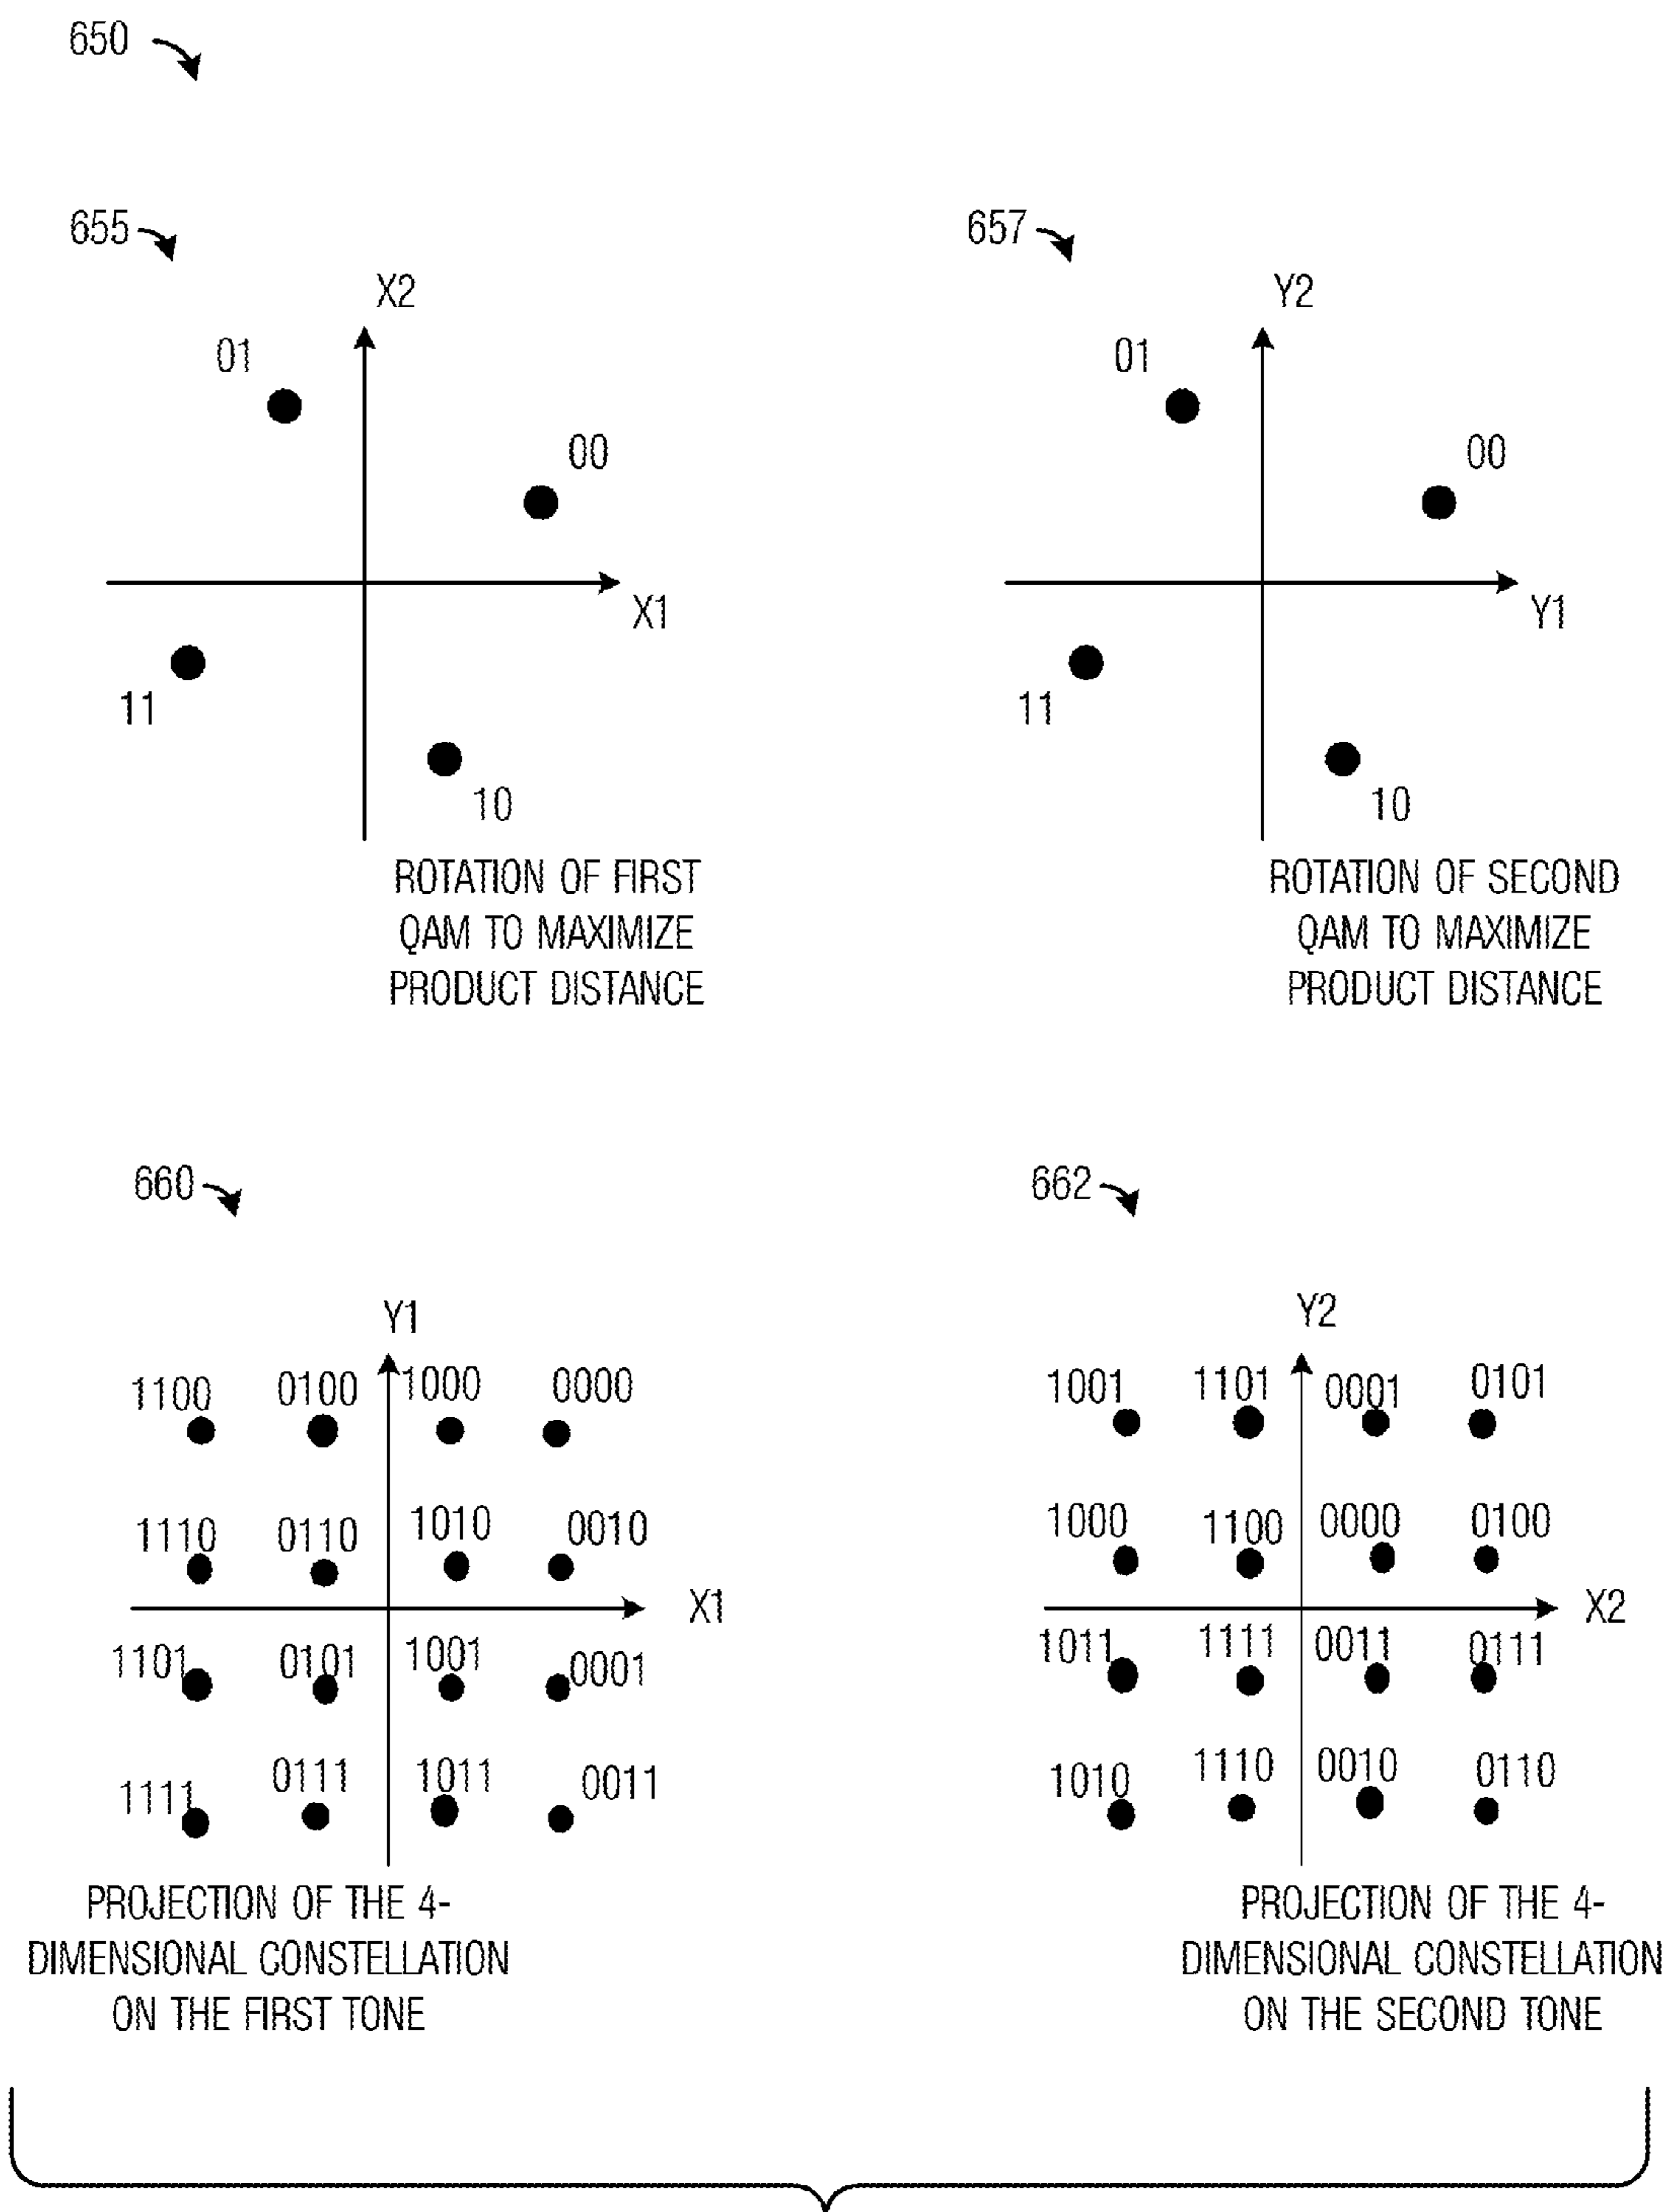 650
655
657
X2
Y2
01
01
00
00
X1
Y1
11
11
10
10
ROTATION OF FIRST
QAM TO MAXIMIZE
PRODUCT DISTANCE
ROTATION OF SECOND
QAM TO MAXIMIZE
PRODUCT DISTANCE
660
662
Y1
1100 0100 1000 0000
1110 0110 1010 0010
X1
1101 0101 1001 0001
1111 0111 1011 0011
PROJECTION OF THE 4-
DIMENSIONAL CONSTELLATION
ON THE FIRST TONE
Y2
1001 1101 0001 0101
1000 1100 0000 0100
X2
1011 1111 0011 0111
1010 1110 0010 0110
PROJECTION OF THE 4-
DIMENSIONAL CONSTELLATION
ON THE SECOND TONE